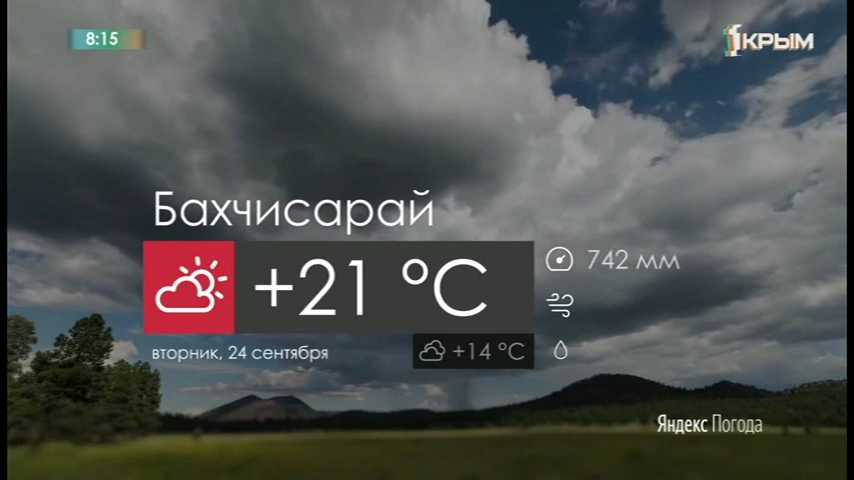 8:15
1КРЫМ
Бахчисарай
+21 °C
742 мм
вторник, 24 сентября
+14 °C
Яндекс Погода